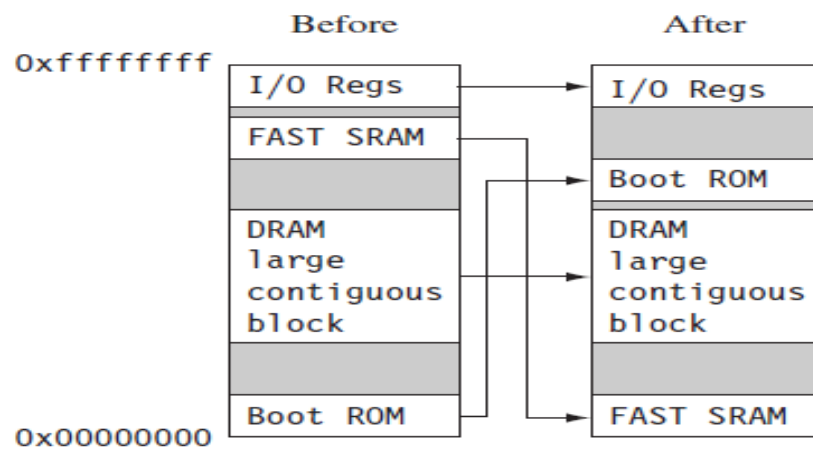 Before
After
0xffffffff
I/O Regs
I/O Regs
FAST SRAM
Boot ROM
DRAM
large
contiguous
block
DRAM
large
contiguous
block
Boot ROM
FAST SRAM
0x00000000